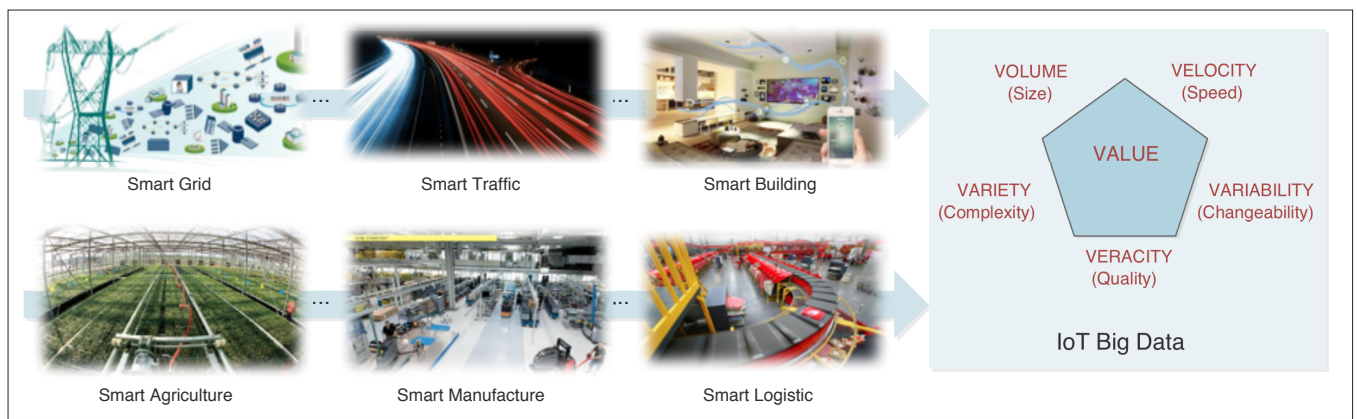 ... ...
Smart Grid
Smart Traffic
Smart Building
... ...
Smart Agriculture
Smart Manufacture
Smart Logistic
VOLUME
(Size)
VELOCITY
(Speed)
VALUE
VARIETY
(Complexity)
VARIABILITY
(Changeability)
VERACITY
(Quality)
IoT Big Data